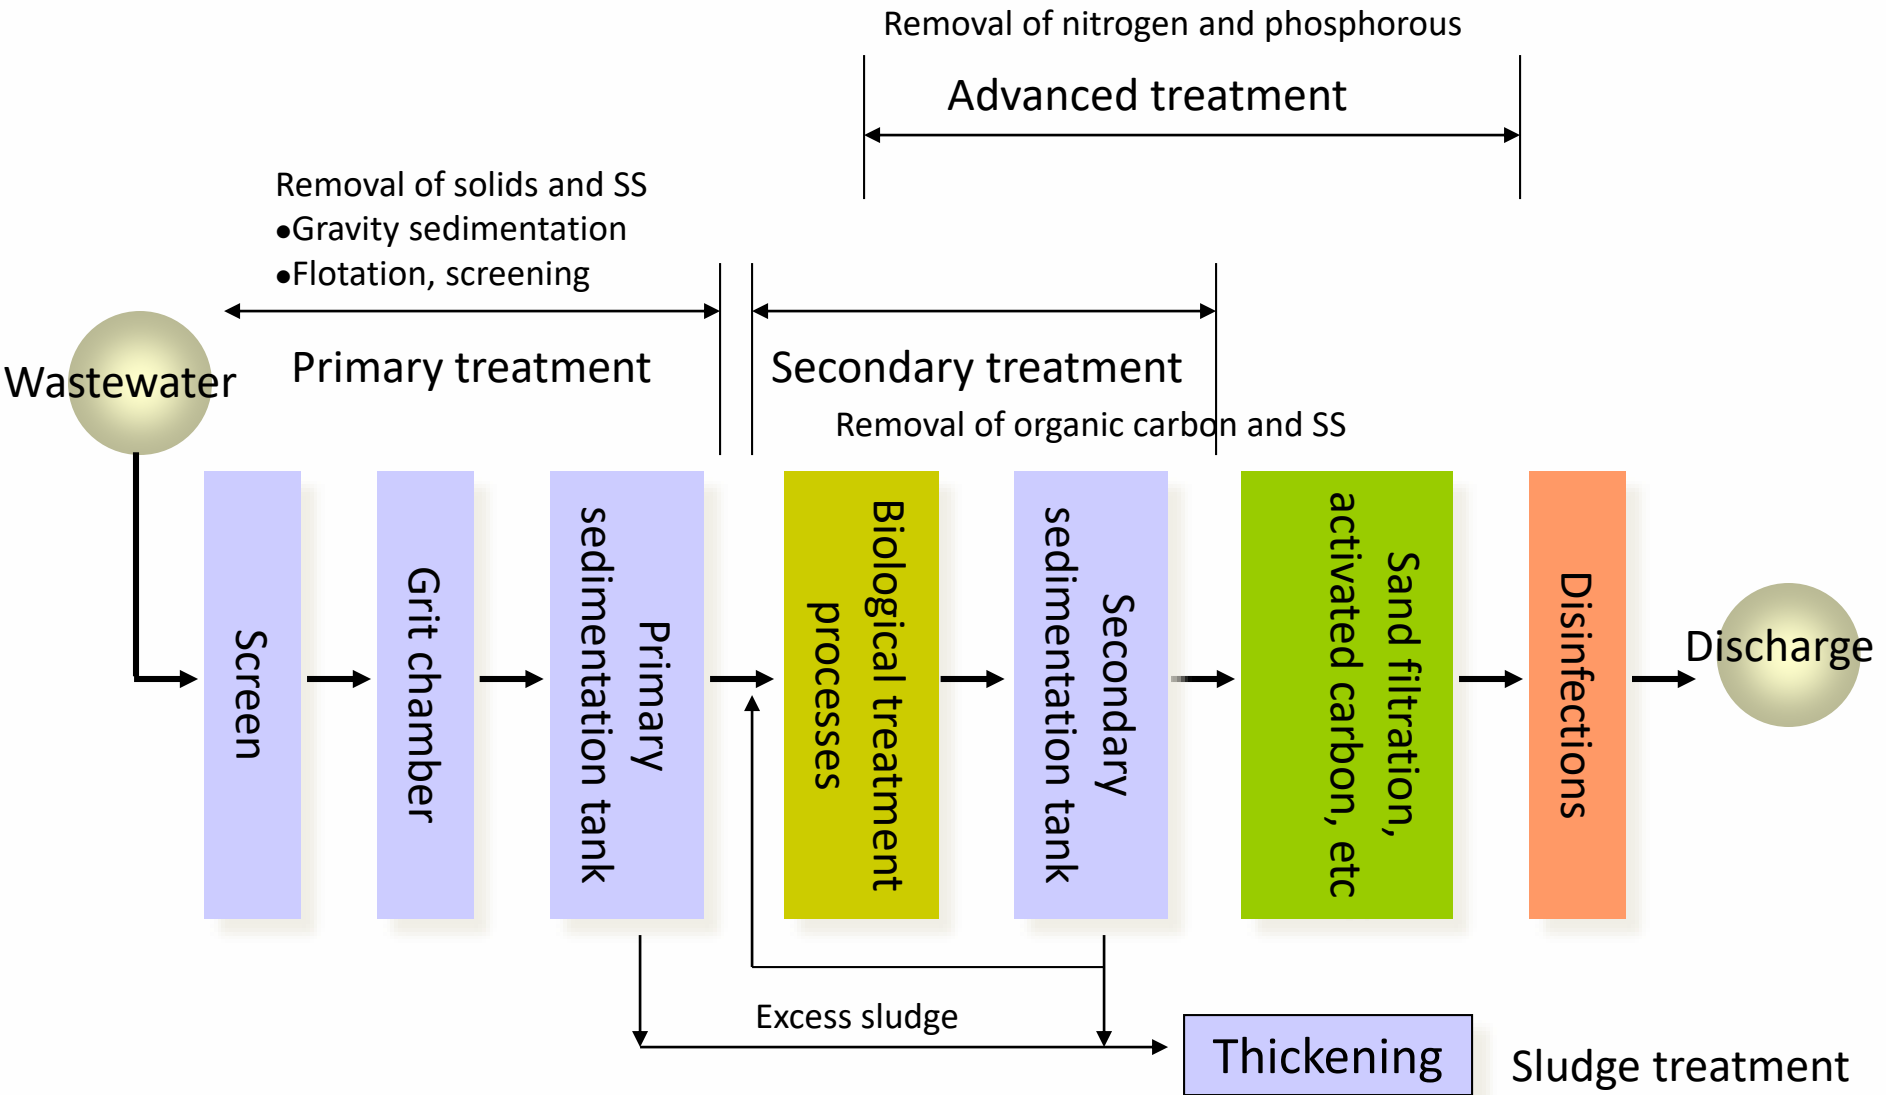 Removal of nitrogen and phosphorous
Advanced treatment
Removal of solids and SS
●Gravity sedimentation
●Flotation, screening
Wastewater
Primary treatment
Secondary treatment
Removal of organic carbon and SS
Screen
Grit chamber
Primary
sedimentation tank
Biological treatment
processes
Secondary
sedimentation tank
Sand filtration,
activated carbon, etc
Disinfections
Discharge
Excess sludge
Thickening
Sludge treatment